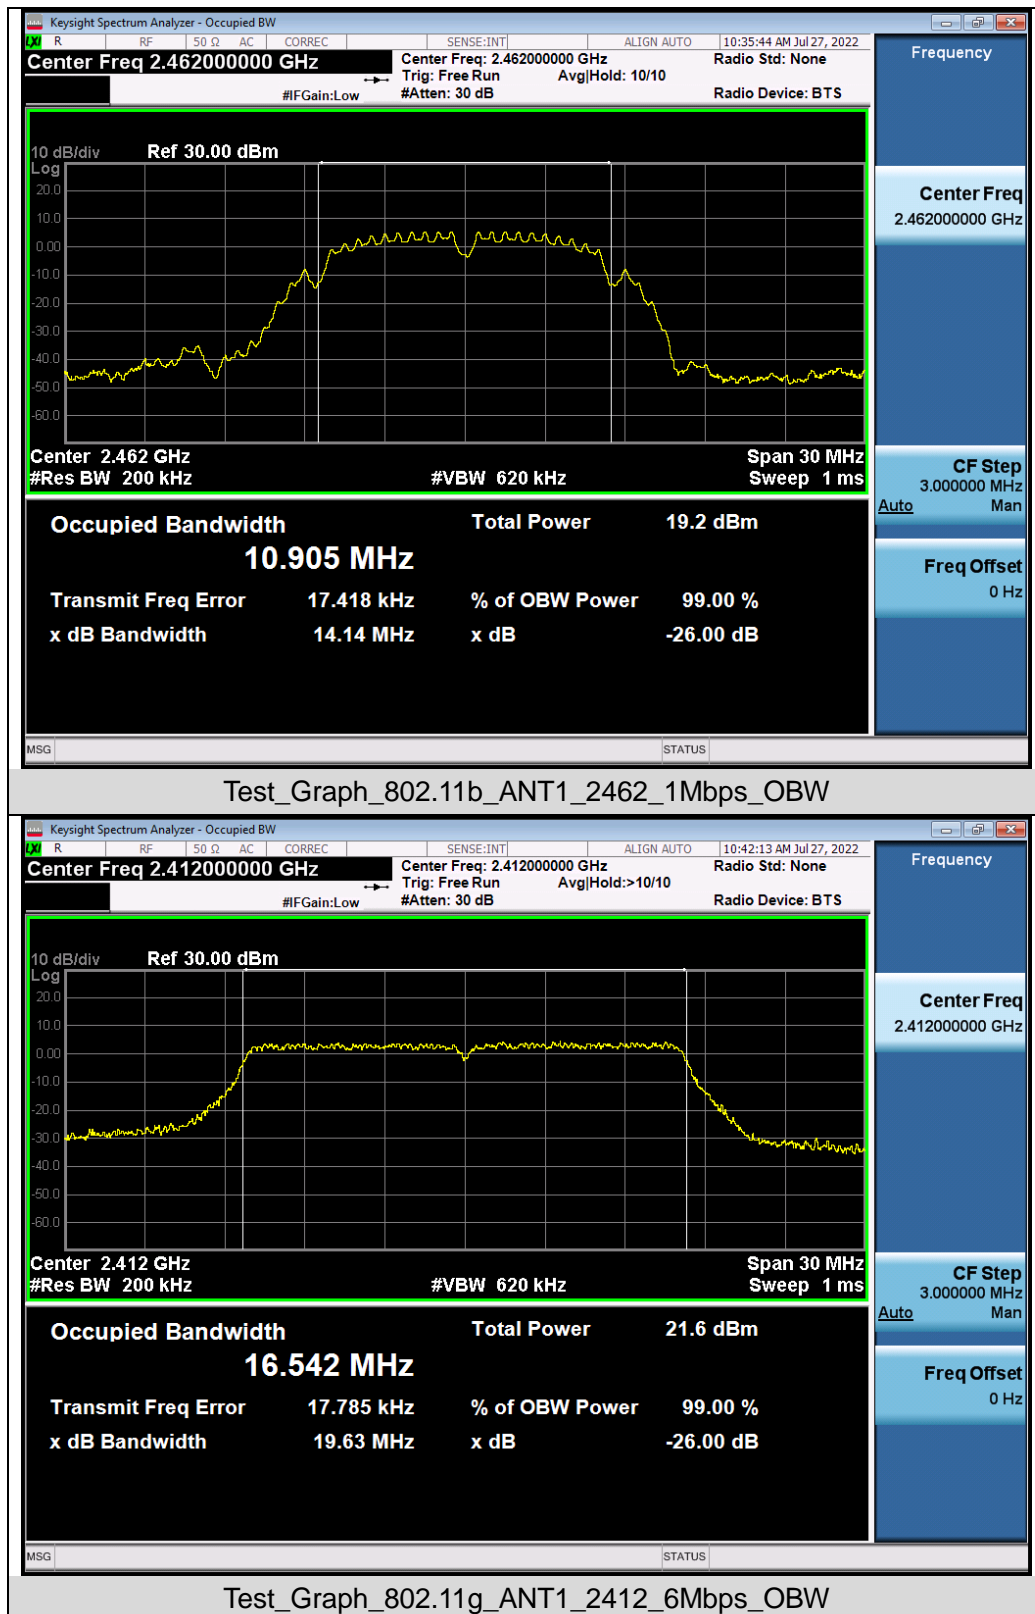 Keysight Spectrum Analyzer - Occupied BW
LXI R RF 50 Ω AC CORREC SENSE:INT ALIGN AUTO 10:35:44 AM Jul 27, 2022
Center Freq 2.462000000 GHz
Center Freq: 2.462000000 GHz
Radio Std: None
Trig: Free Run Avg|Hold: 10/10
#IFGain:Low
#Atten: 30 dB
Radio Device: BTS
Frequency
10 dB/div Ref 30.00 dBm
Log
20.0
10.0
0.00
-10.0
-20.0
-30.0
-40.0
-50.0
-60.0
Center 2.462 GHz Span 30 MHz
#Res BW 200 kHz #VBW 620 kHz Sweep 1 ms
Center Freq
2.462000000 GHz
CF Step
3.000000 MHz
Auto Man
Freq Offset
0 Hz
Occupied Bandwidth Total Power 19.2 dBm
10.905 MHz
Transmit Freq Error 17.418 kHz % of OBW Power 99.00 %
x dB Bandwidth 14.14 MHz x dB -26.00 dB
MSG STATUS
Test_Graph_802.11b_ANT1_2462_1Mbps_OBW
Keysight Spectrum Analyzer - Occupied BW
LXI R RF 50 Ω AC CORREC SENSE:INT ALIGN AUTO 10:42:13 AM Jul 27, 2022
Center Freq 2.412000000 GHz
Center Freq: 2.412000000 GHz
Radio Std: None
Trig: Free Run Avg|Hold:>10/10
#IFGain:Low
#Atten: 30 dB
Radio Device: BTS
Frequency
10 dB/div Ref 30.00 dBm
Log
20.0
10.0
0.00
-10.0
-20.0
-30.0
-40.0
-50.0
-60.0
Center 2.412 GHz Span 30 MHz
#Res BW 200 kHz #VBW 620 kHz Sweep 1 ms
Center Freq
2.412000000 GHz
CF Step
3.000000 MHz
Auto Man
Freq Offset
0 Hz
Occupied Bandwidth Total Power 21.6 dBm
16.542 MHz
Transmit Freq Error 17.785 kHz % of OBW Power 99.00 %
x dB Bandwidth 19.63 MHz x dB -26.00 dB
MSG STATUS
Test_Graph_802.11g_ANT1_2412_6Mbps_OBW